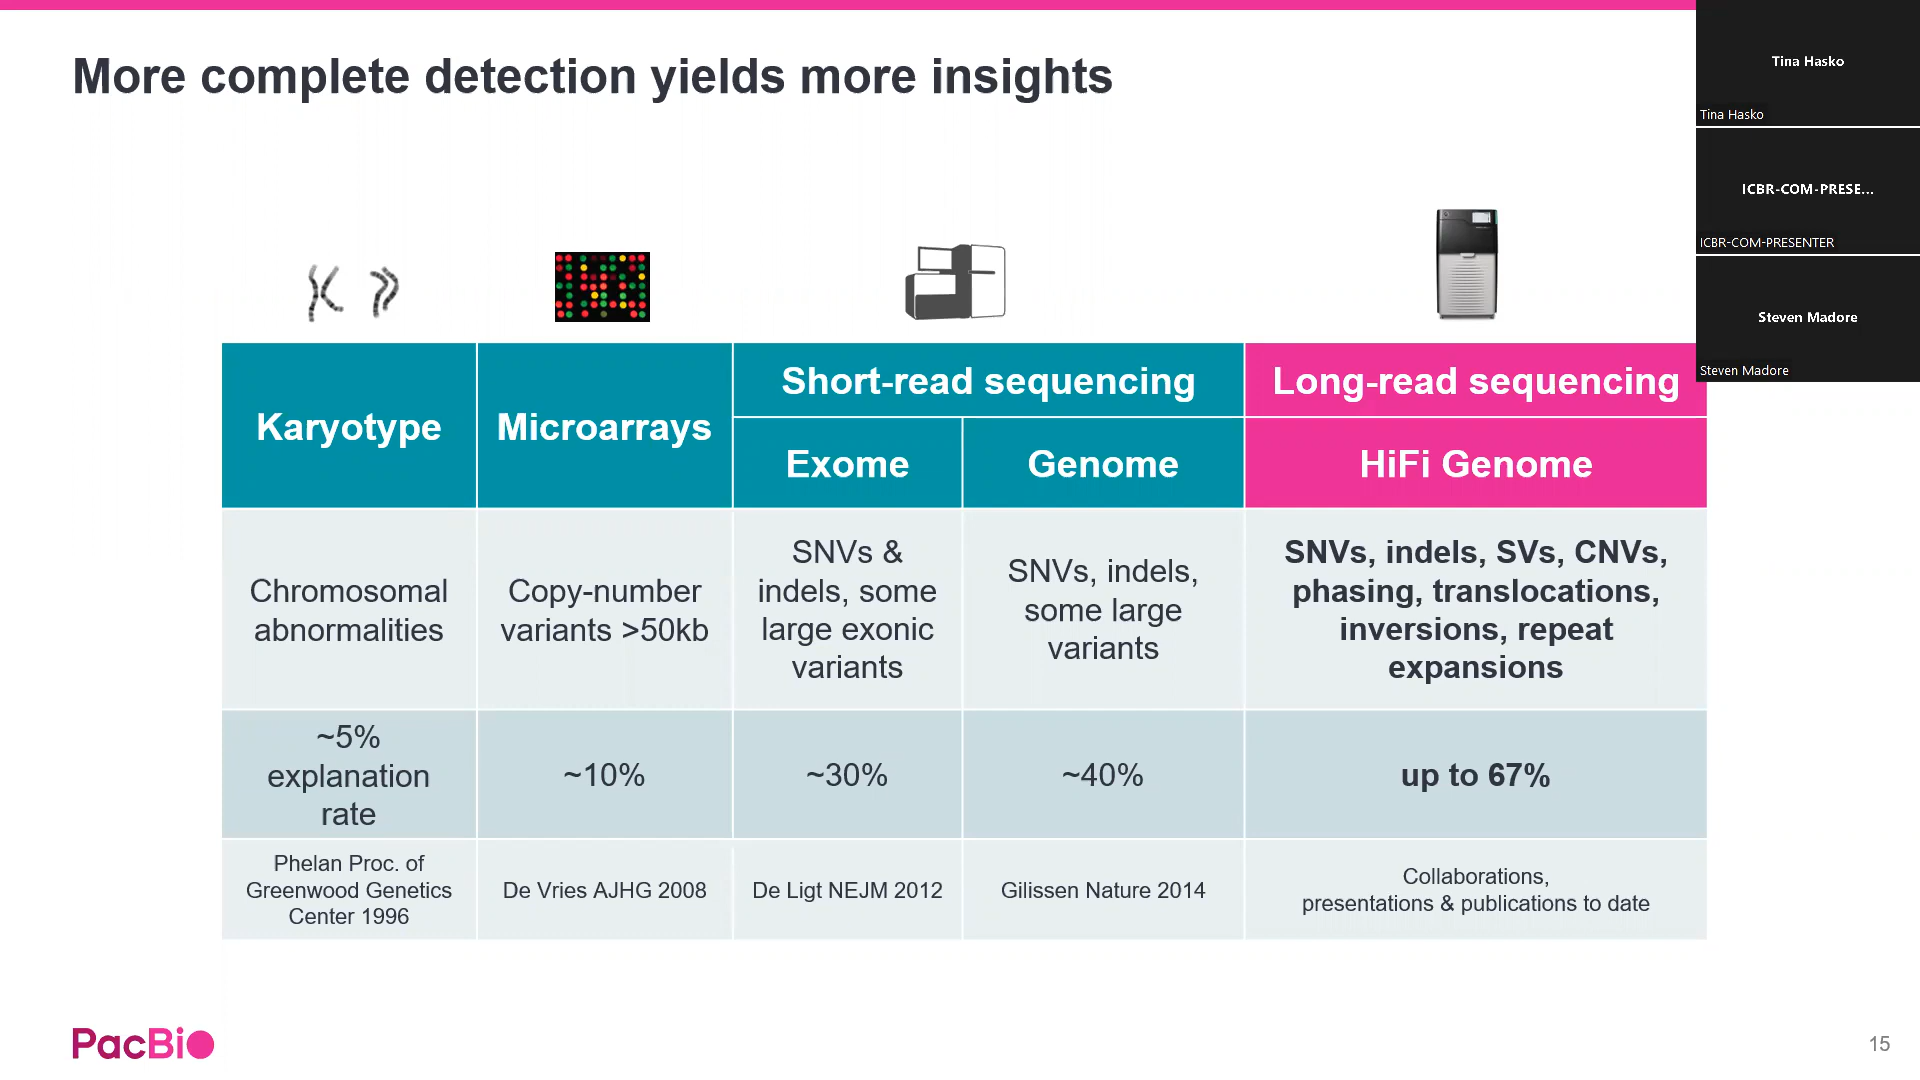 More complete detection yields more insights
Tina Hasko
Tina Hasko
ICBR-COM-PRESE...
ICBR-COM-PRESENTER
Steven Madore
Steven Madore
Karyotype
Microarrays
Short-read sequencing
Long-read sequencing
Exome
Genome
HiFi Genome
Chromosomal
abnormalities
Copy-number
variants >50kb
SNVs &
indels, some
large exonic
variants
SNVs, indels,
some large
variants
SNVs, indels, SVs, CNVs,
phasing, translocations,
inversions, repeat
expansions
~5%
explanation
rate
~10%
~30%
~40%
up to 67%
Phelan Proc. of
Greenwood Genetics
Center 1996
De Vries AJHG 2008
De Ligt NEJM 2012
Gilissen Nature 2014
Collaborations,
presentations & publications to date
PacBio
15